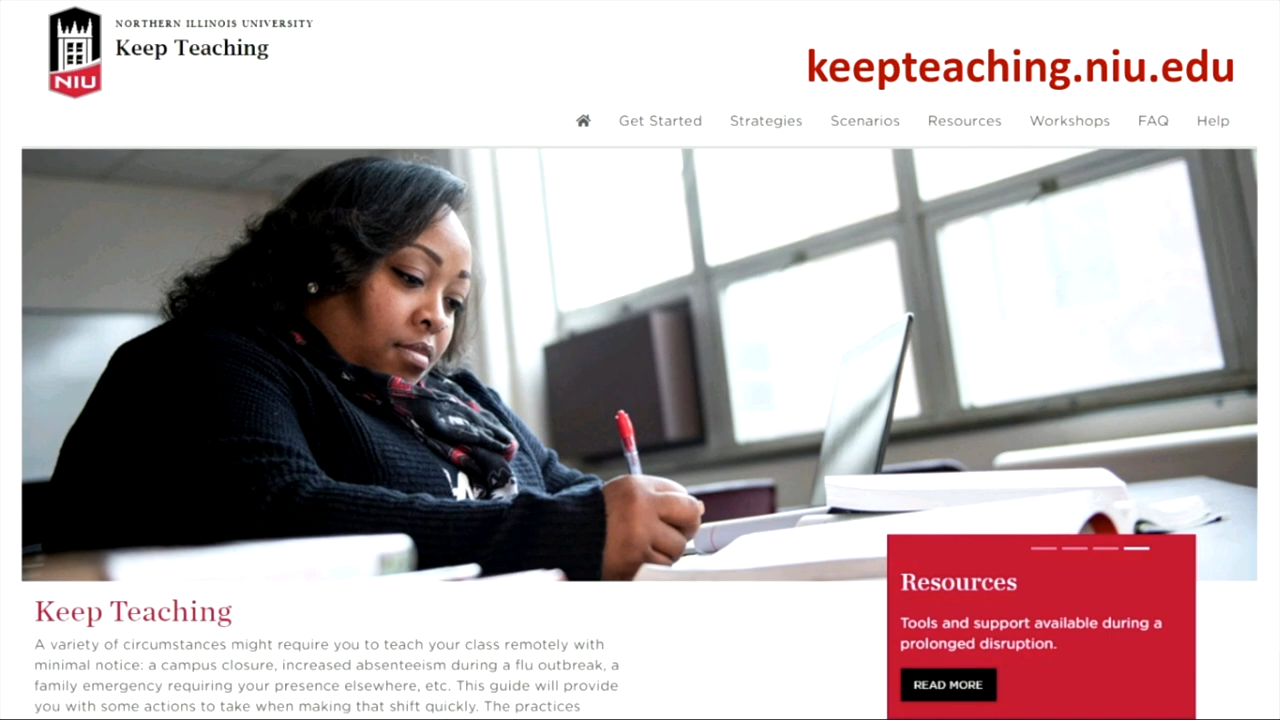 NORTHERN ILLINOIS UNIVERSITY
Keep Teaching
NIU
keepteaching.niu.edu
Get Started Strategies Scenarios Resources Workshops FAQ Help
Keep Teaching
A variety of circumstances might require you to teach your class remotely with
minimal notice: a campus closure, increased absenteeism during a flu outbreak, a
family emergency requiring your presence elsewhere, etc. This guide will provide
you with some actions to take when making that shift quickly. The practices
Resources
Tools and support available during a
prolonged disruption.
READ MORE